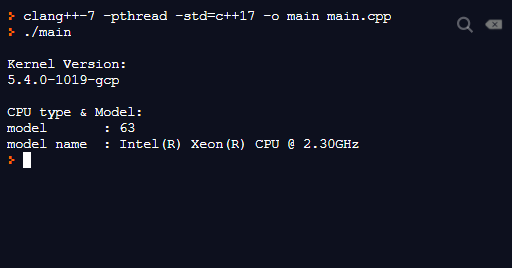 > clang++-7 -pthread -std=c++17 -o main main.cpp
> ./main
Kernel Version:
5.4.0-1019-gcp
CPU type & Model:
model        : 63
model name  : Intel(R) Xeon(R) CPU @ 2.30GHz
>